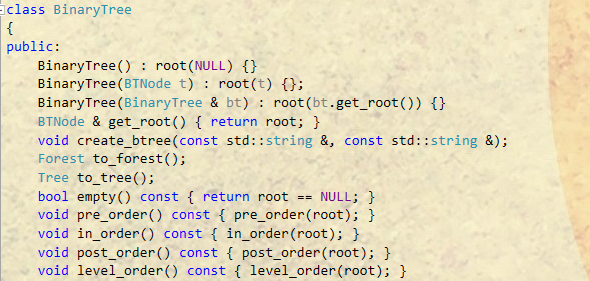 class BinaryTree
{
public:
BinaryTree() : root(NULL) {}
BinaryTree(BTNode t) : root(t) {};
BinaryTree(BinaryTree & bt) : root(bt.get_root()) {}
BTNode & get_root() { return root; }
void create_btree(const std::string &, const std::string &);
Forest to_forest();
Tree to_tree();
bool empty() const { return root == NULL; }
void pre_order() const { pre_order(root); }
void in_order() const { in_order(root); }
void post_order() const { post_order(root); }
void level_order() const { level_order(root); }